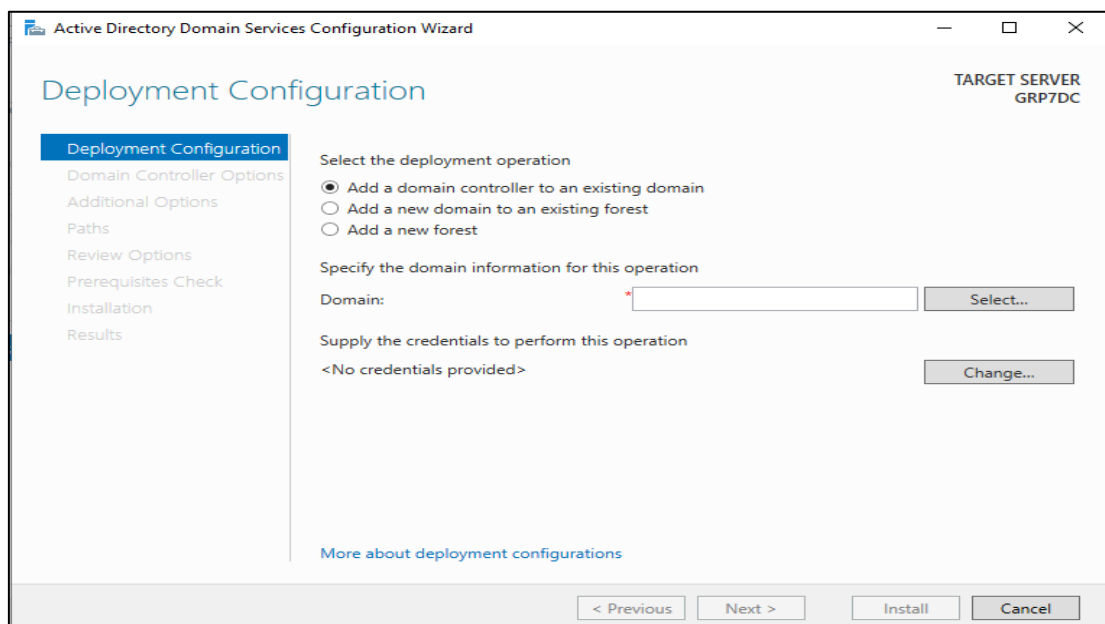 Active Directory Domain Services Configuration Wizard
Deployment Configuration
TARGET SERVER
GRP7DC
Deployment Configuration
Domain Controller Options
Additional Options
Paths
Review Options
Prerequisites Check
Installation
Results
Select the deployment operation
Add a domain controller to an existing domain
Add a new domain to an existing forest
Add a new forest
Specify the domain information for this operation
Domain: *
Select...
Supply the credentials to perform this operation
<No credentials provided>
Change...
More about deployment configurations
< Previous
Next >
Install
Cancel